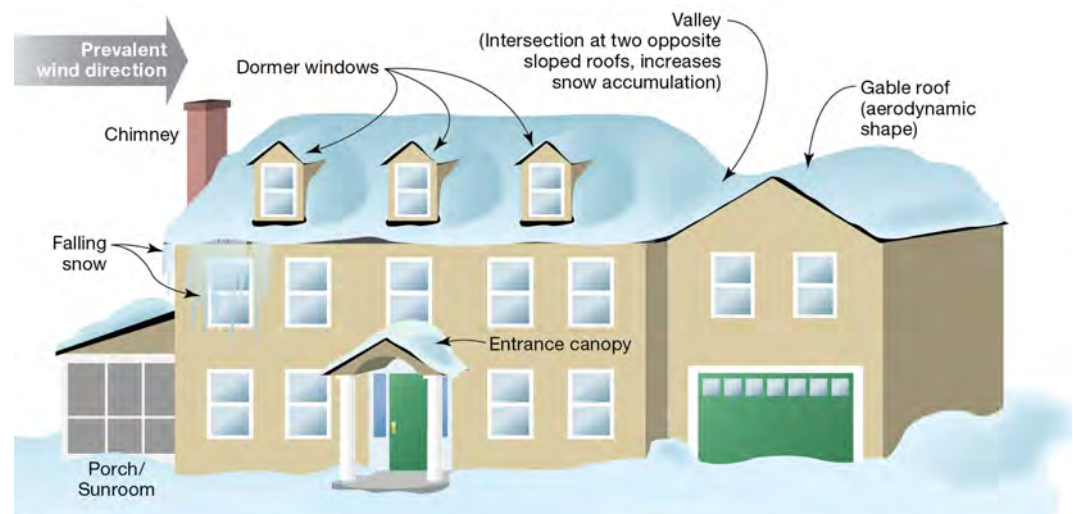 Prevalent
wind direction
Chimney
Dormer windows
Valley
(Intersection at two opposite
sloped roofs, increases
snow accumulation)
Gable roof
(aerodynamic
shape)
Falling
snow
Entrance canopy
Porch/
Sunroom